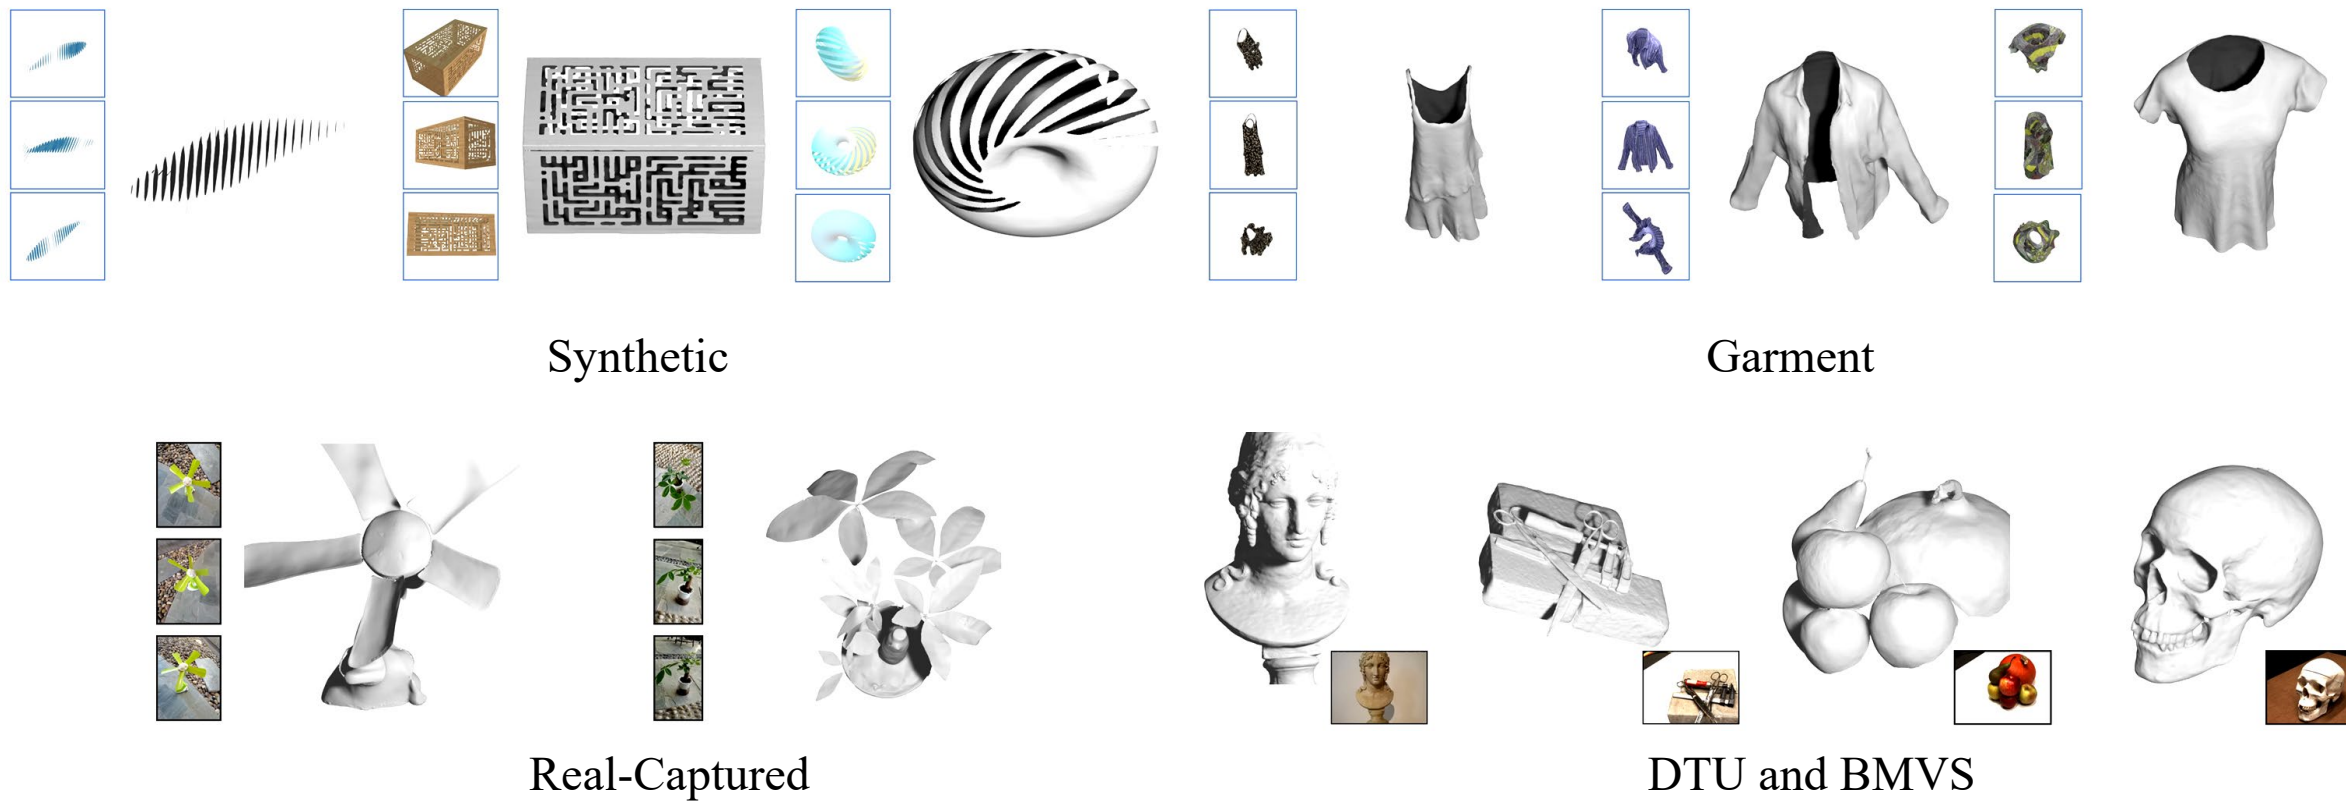 Synthetic
Garment
Real-Captured
DTU and BMVS